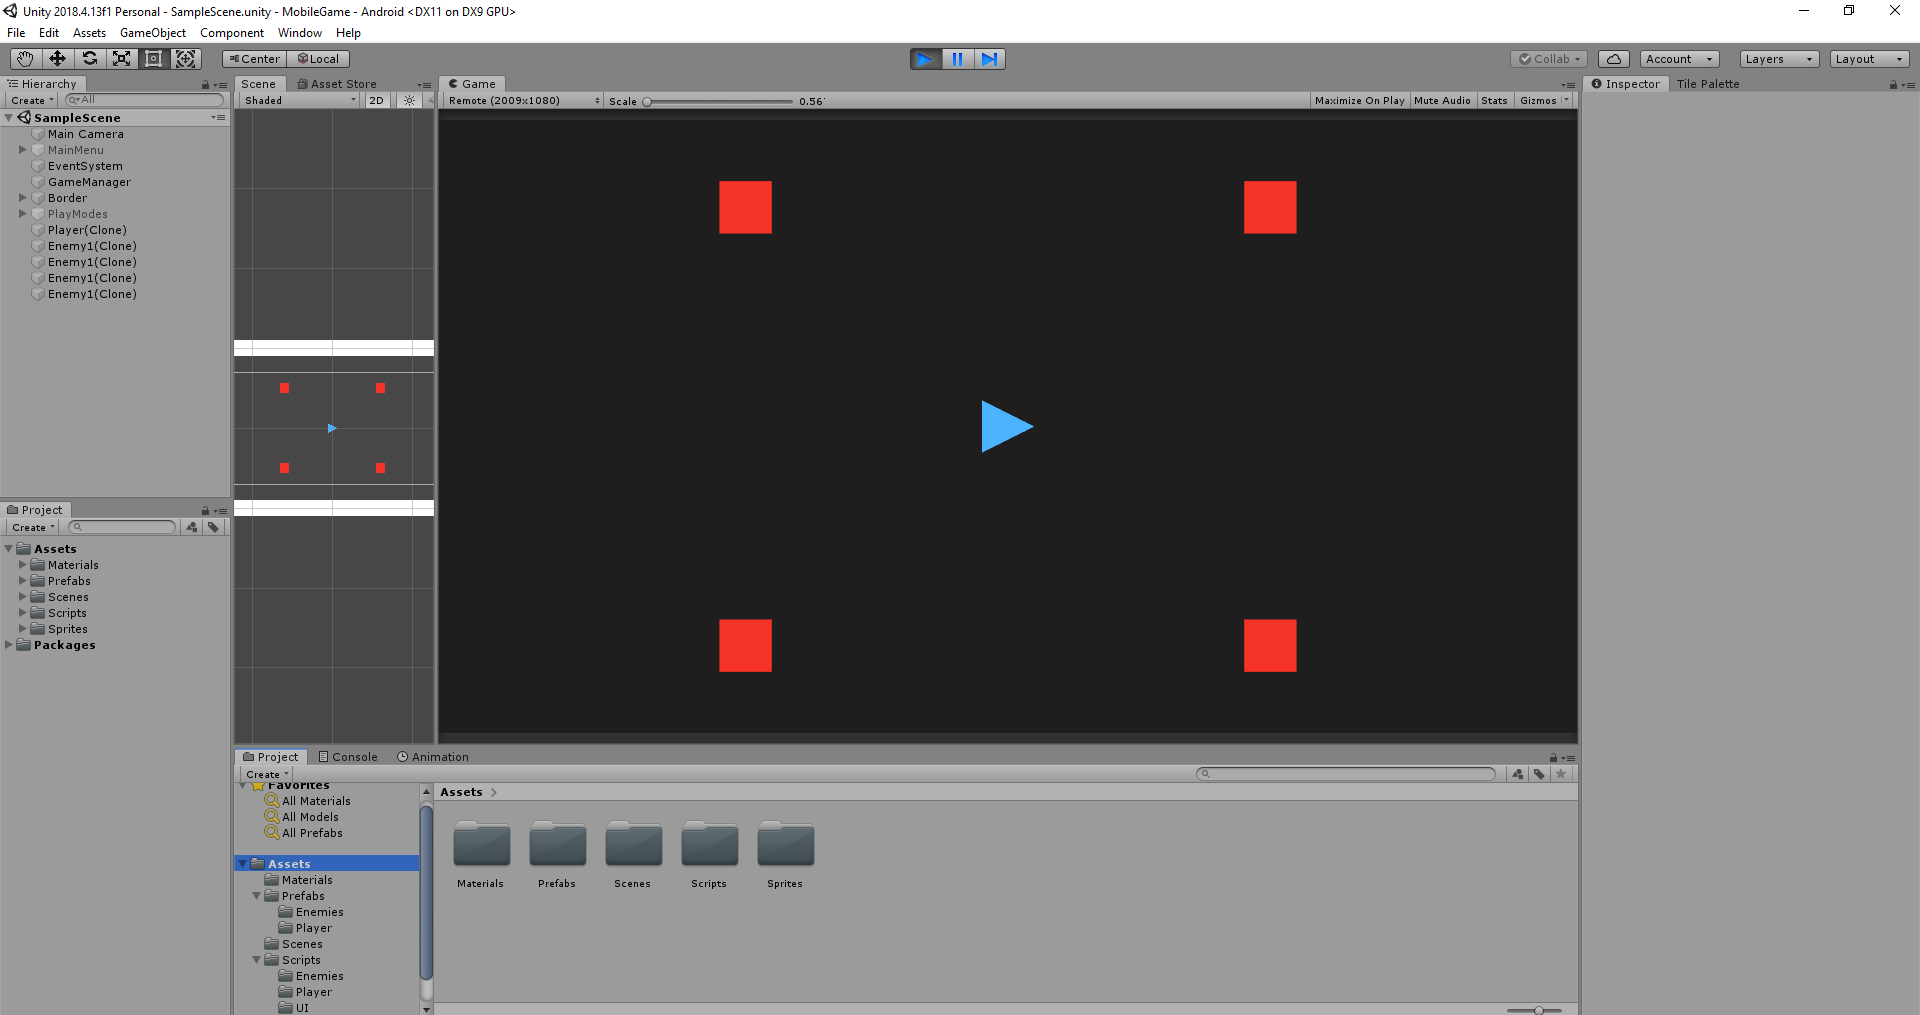 Unity 2018.4.13f1 Personal - SampleScene.unity - MobileGame - Android <DX11 on DX9 GPU>
File Edit Assets GameObject Component Window Help
Center Local Collab Account Layers Layout
Hierarchy
Create All
SampleScene
Main Camera
MainMenu
EventSystem
GameManager
Border
PlayModes
Player(Clone)
Enemy1(Clone)
Enemy1(Clone)
Enemy1(Clone)
Enemy1(Clone)
Scene Asset Store
Shaded 2D
Game
Remote (2009x1080) Scale 0.56 Maximize On Play Mute Audio Stats Gizmos
Inspector Tile Palette
Project
Create
Assets
Materials
Prefabs
Scenes
Scripts
Sprites
Packages
Project Console Animation
Create
Favorites
All Materials
All Models
All Prefabs
Assets
Materials
Prefabs
Enemies
Player
Scenes
Scripts
Enemies
Player
UI
Assets
Materials Prefabs Scenes Scripts Sprites